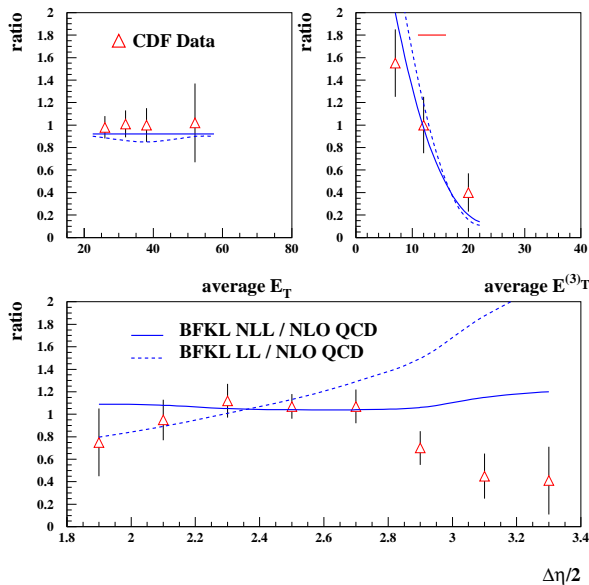 ratio
CDF Data
2
1.8
1.6
1.4
1.2
1
0.8
0.6
0.4
0.2
0
20 40 60 80
average E_T
ratio
2
1.8
1.6
1.4
1.2
1
0.8
0.6
0.4
0.2
0
0 10 20 30 40
average E^(3)T
ratio
BFKL NLL / NLO QCD
BFKL LL / NLO QCD
2
1.8
1.6
1.4
1.2
1
0.8
0.6
0.4
0.2
0
1.8 2 2.2 2.4 2.6 2.8 3 3.2 3.4
Δη/2